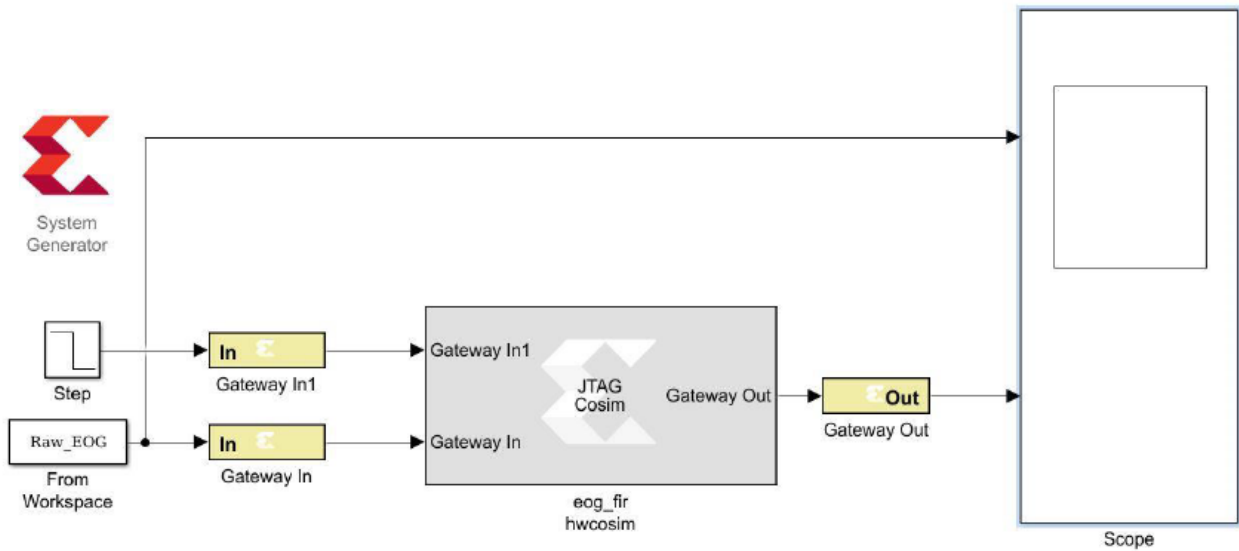 System
Generator
Step
In
Gateway In1
Raw_EOG
From
Workspace
In
Gateway In
Gateway In1
Gateway In
JTAG
Cosim
Gateway Out
eog_fir
hwcosim
Out
Gateway Out
Scope